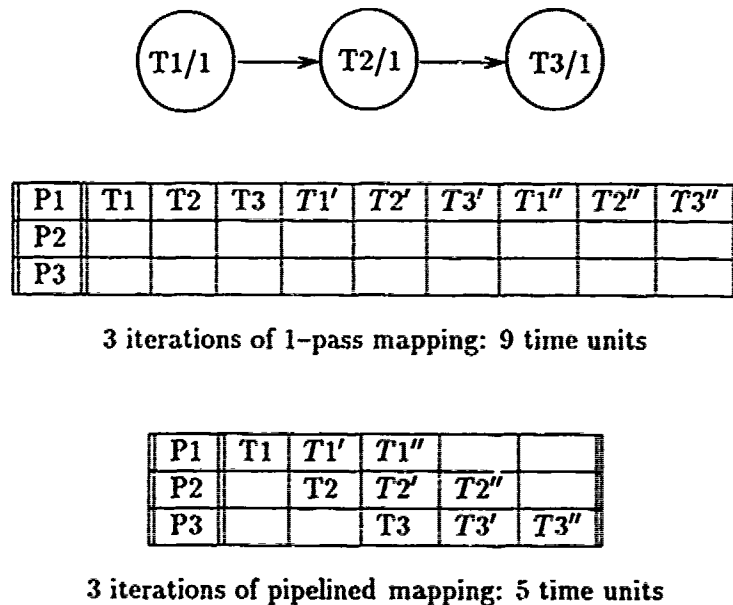 T1/1 T2/1 T3/1
P1 T1 T2 T3 T1′ T2′ T3′ T1″ T2″ T3″
P2
P3
3 iterations of 1–pass mapping: 9 time units
P1 T1 T1′ T1″
P2 T2 T2′ T2″
P3 T3 T3′ T3″
3 iterations of pipelined mapping: 5 time units